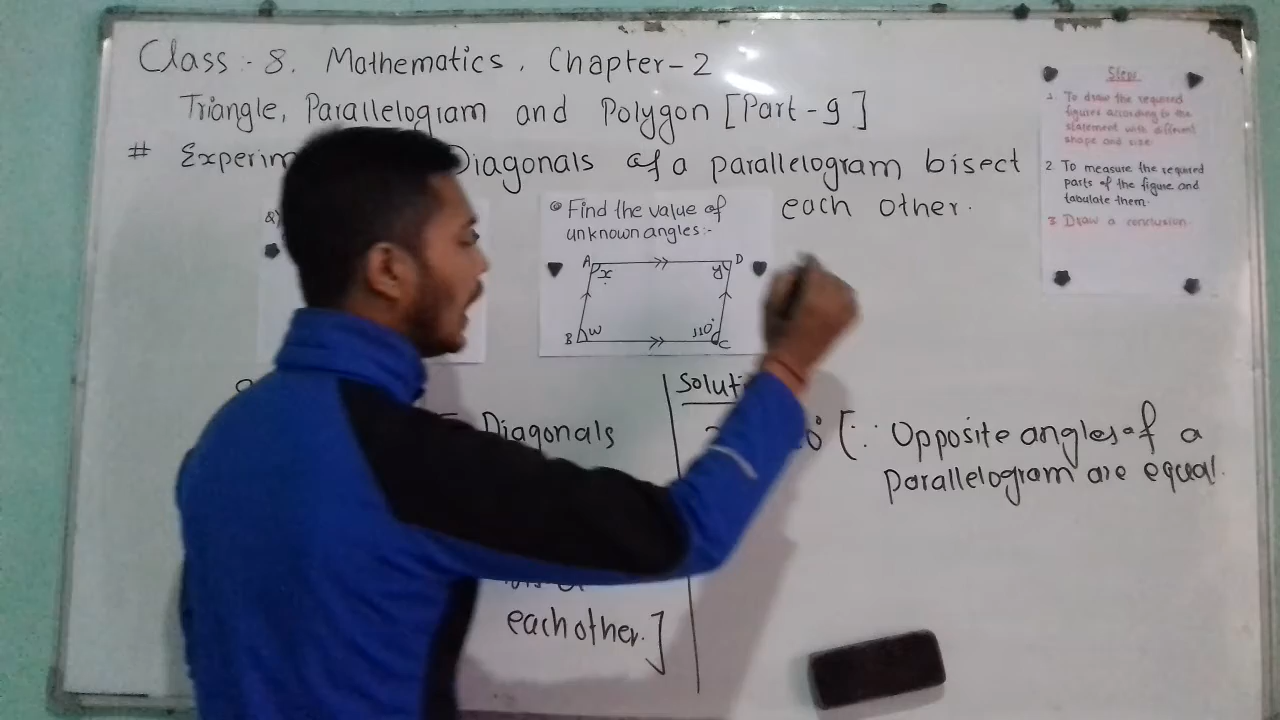 Class :- 8. Mathematics. Chapter-2
Triangle, Parallelogram and Polygon [Part-9]
# Experim Diagonals of a parallelogram bisect
each other.
Find the value of
unknown angles:-
A x y D
B w 110° C
Steps
1. To draw the required
figures according to the
statement with different
shape and size
2. To measure the required
parts of the figure and
tabulate them.
3. Draw a conclusion.
Diagonals
each other.]
Soluti
[∵ Opposite angles of a
parallelogram are equal.